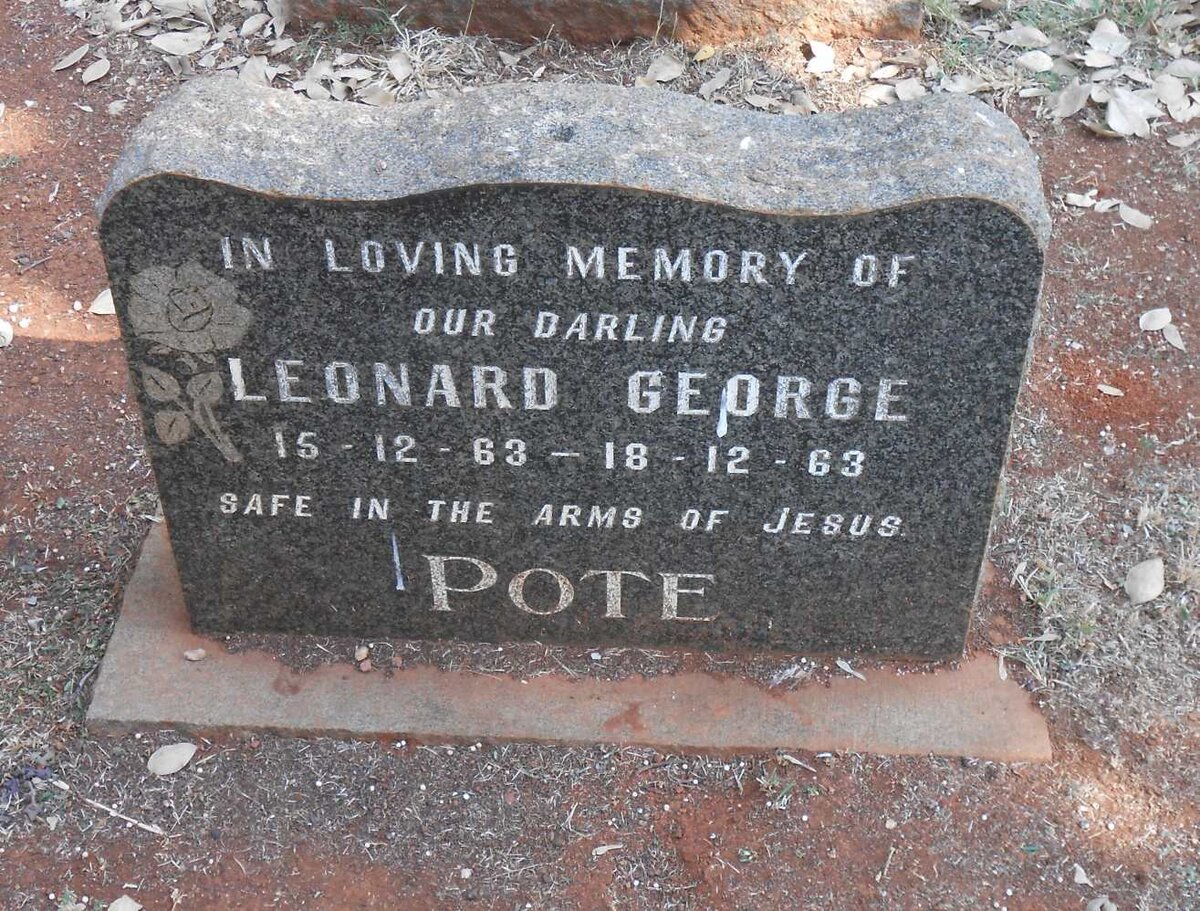 IN LOVING MEMORY OF
OUR DARLING
LEONARD GEORGE
15 - 12 - 63 — 18 - 12 - 63
SAFE IN THE ARMS OF JESUS.
POTE